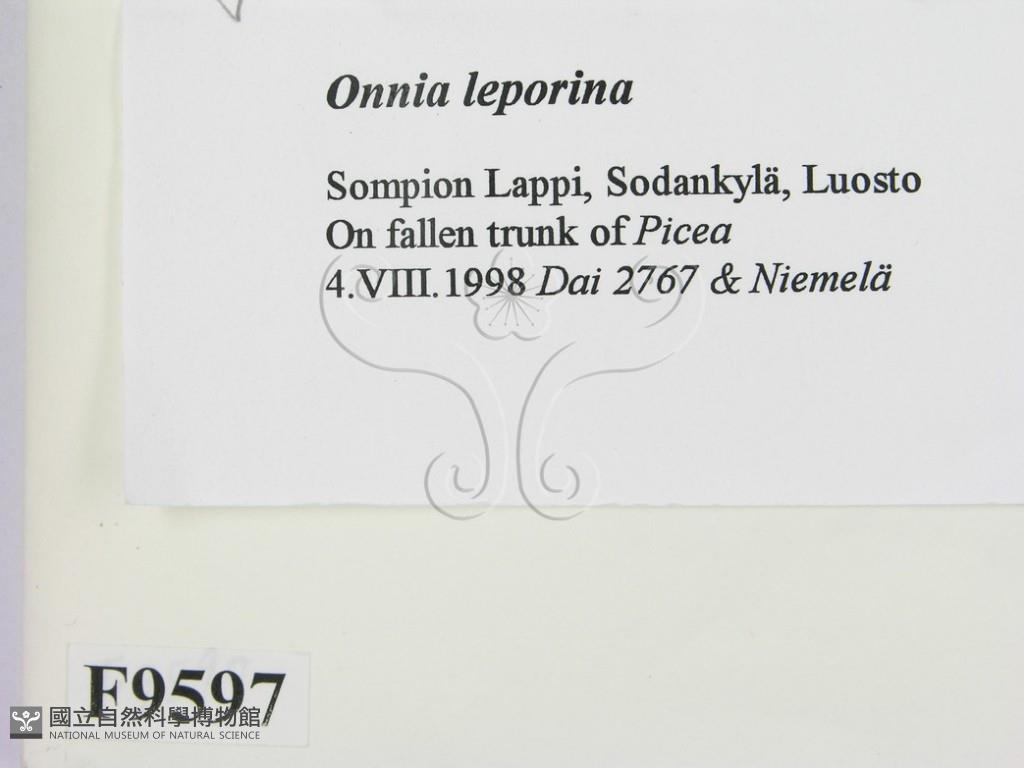 Onnia leporina
Sompion Lappi, Sodankylä, Luosto
On fallen trunk of Picea
4.VIII.1998 Dai 2767 & Niemelä
F9597
國立自然科學博物館
NATIONAL MUSEUM OF NATURAL SCIENCE